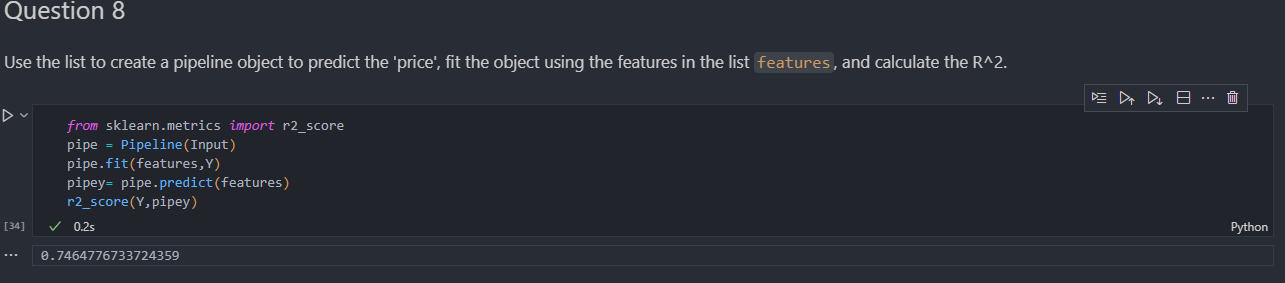 Question 8
Use the list to create a pipeline object to predict the 'price', fit the object using the features in the list features, and calculate the R^2.
from sklearn.metrics import r2_score
pipe = Pipeline(Input)
pipe.fit(features,Y)
pipey= pipe.predict(features)
r2_score(Y,pipey)
[34] 0.2s Python
0.7464776733724359